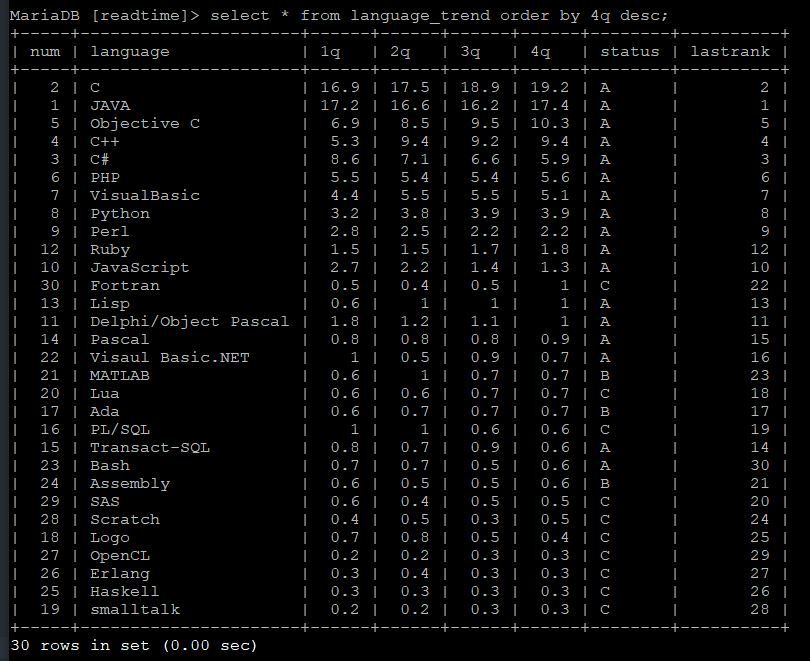 MariaDB [readtime]> select * from language_trend order by 4q desc;
+-----+----------------------+------+------+------+------+--------+----------+
| num | language             | 1q   | 2q   | 3q   | 4q   | status | lastrank |
+-----+----------------------+------+------+------+------+--------+----------+
|   2 | C                    | 16.9 | 17.5 | 18.9 | 19.2 | A      |        2 |
|   1 | JAVA                 | 17.2 | 16.6 | 16.2 | 17.4 | A      |        1 |
|   5 | Objective C          |  6.9 |  8.5 |  9.5 | 10.3 | A      |        5 |
|   4 | C++                  |  5.3 |  9.4 |  9.2 |  9.4 | A      |        4 |
|   3 | C#                   |  8.6 |  7.1 |  6.6 |  5.9 | A      |        3 |
|   6 | PHP                  |  5.5 |  5.4 |  5.4 |  5.6 | A      |        6 |
|   7 | VisualBasic          |  4.4 |  5.5 |  5.5 |  5.1 | A      |        7 |
|   8 | Python               |  3.2 |  3.8 |  3.9 |  3.9 | A      |        8 |
|   9 | Perl                 |  2.8 |  2.5 |  2.2 |  2.2 | A      |        9 |
|  12 | Ruby                 |  1.5 |  1.5 |  1.7 |  1.8 | A      |       12 |
|  10 | JavaScript           |  2.7 |  2.2 |  1.4 |  1.3 | A      |       10 |
|  30 | Fortran              |  0.5 |  0.4 |  0.5 |    1 | C      |       22 |
|  13 | Lisp                 |  0.6 |    1 |    1 |    1 | A      |       13 |
|  11 | Delphi/Object Pascal |  1.8 |  1.2 |  1.1 |    1 | A      |       11 |
|  14 | Pascal               |  0.8 |  0.8 |  0.8 |  0.9 | A      |       15 |
|  22 | Visaul Basic.NET     |    1 |  0.5 |  0.9 |  0.7 | A      |       16 |
|  21 | MATLAB               |  0.6 |    1 |  0.7 |  0.7 | B      |       23 |
|  20 | Lua                  |  0.6 |  0.6 |  0.7 |  0.7 | C      |       18 |
|  17 | Ada                  |  0.6 |  0.7 |  0.7 |  0.7 | B      |       17 |
|  16 | PL/SQL               |    1 |    1 |  0.6 |  0.6 | C      |       19 |
|  15 | Transact-SQL         |  0.8 |  0.7 |  0.9 |  0.6 | A      |       14 |
|  23 | Bash                 |  0.7 |  0.7 |  0.5 |  0.6 | A      |       30 |
|  24 | Assembly             |  0.6 |  0.5 |  0.5 |  0.6 | B      |       21 |
|  29 | SAS                  |  0.6 |  0.4 |  0.5 |  0.5 | C      |       20 |
|  28 | Scratch              |  0.4 |  0.5 |  0.3 |  0.5 | C      |       24 |
|  18 | Logo                 |  0.7 |  0.8 |  0.5 |  0.4 | C      |       25 |
|  27 | OpenCL               |  0.2 |  0.2 |  0.3 |  0.3 | C      |       29 |
|  26 | Erlang               |  0.3 |  0.4 |  0.3 |  0.3 | C      |       27 |
|  25 | Haskell              |  0.3 |  0.3 |  0.3 |  0.3 | C      |       26 |
|  19 | smalltalk            |  0.2 |  0.2 |  0.3 |  0.3 | C      |       28 |
+-----+----------------------+------+------+------+------+--------+----------+
30 rows in set (0.00 sec)